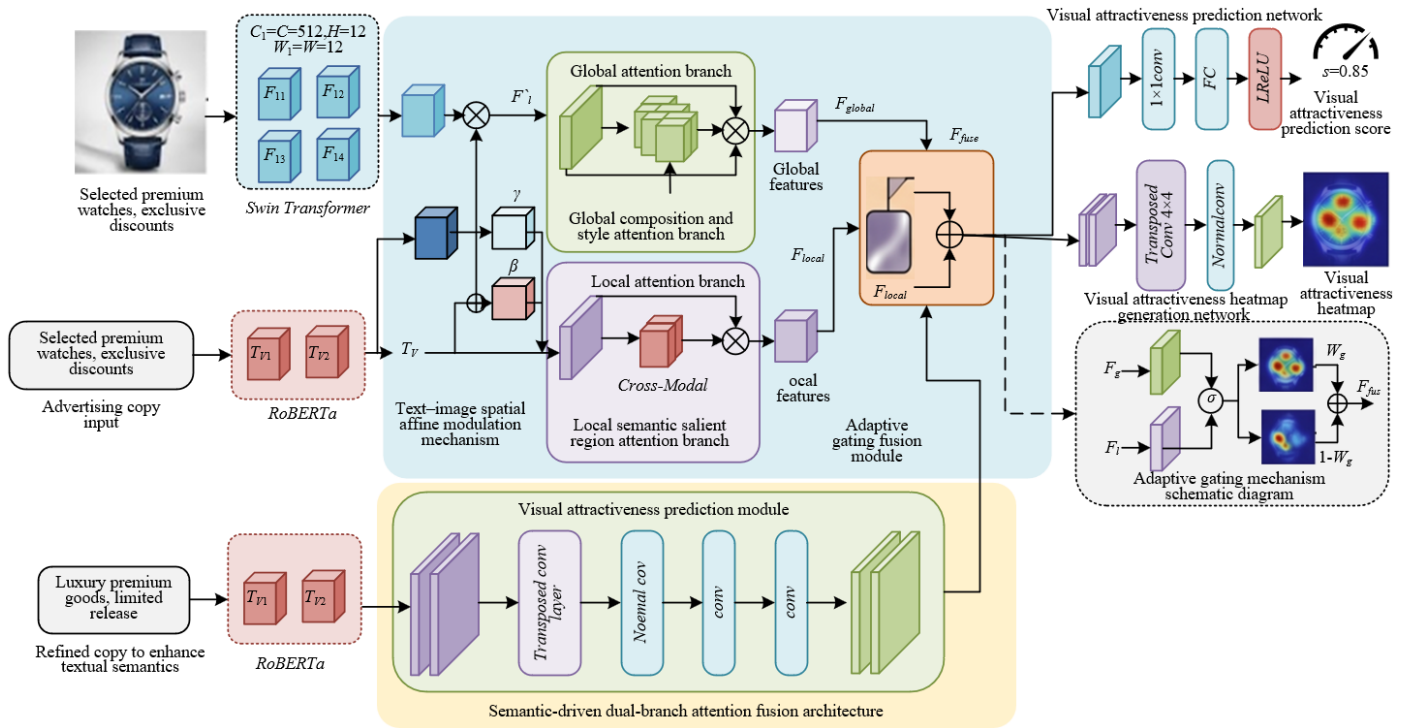 C1=C=512,H=12
W1=W=12
F11
F12
F13
F14
Swin Transformer
Selected premium
watches, exclusive
discounts
F`l
Global attention branch
Global composition and
style attention branch
Fglobal
Global
features
γ
β
Local attention branch
Cross-Modal
Local semantic salient
region attention branch
Flocal
ocal
features
Ffuse
Flocal
Adaptive
gating fusion
module
Text–image spatial
affine modulation
mechanism
Selected premium
watches, exclusive
discounts
Advertising copy
input
TV1
TV2
RoBERTa
TV
Visual attractiveness prediction network
1×1conv
FC
LReLU
s=0.85
Visual
attractiveness
prediction score
Transposed
Conv 4×4
Normalconv
Visual attractiveness heatmap
generation network
Visual
attractiveness
heatmap
Fg
Fl
σ
Wg
1-Wg
Ffuz
Adaptive gating mechanism
schematic diagram
Luxury premium
goods, limited
release
Refined copy to enhance
textual semantics
TV1
TV2
RoBERTa
Visual attractiveness prediction module
Transposed conv
layer
Noemal cov
conv
conv
Semantic-driven dual-branch attention fusion architecture